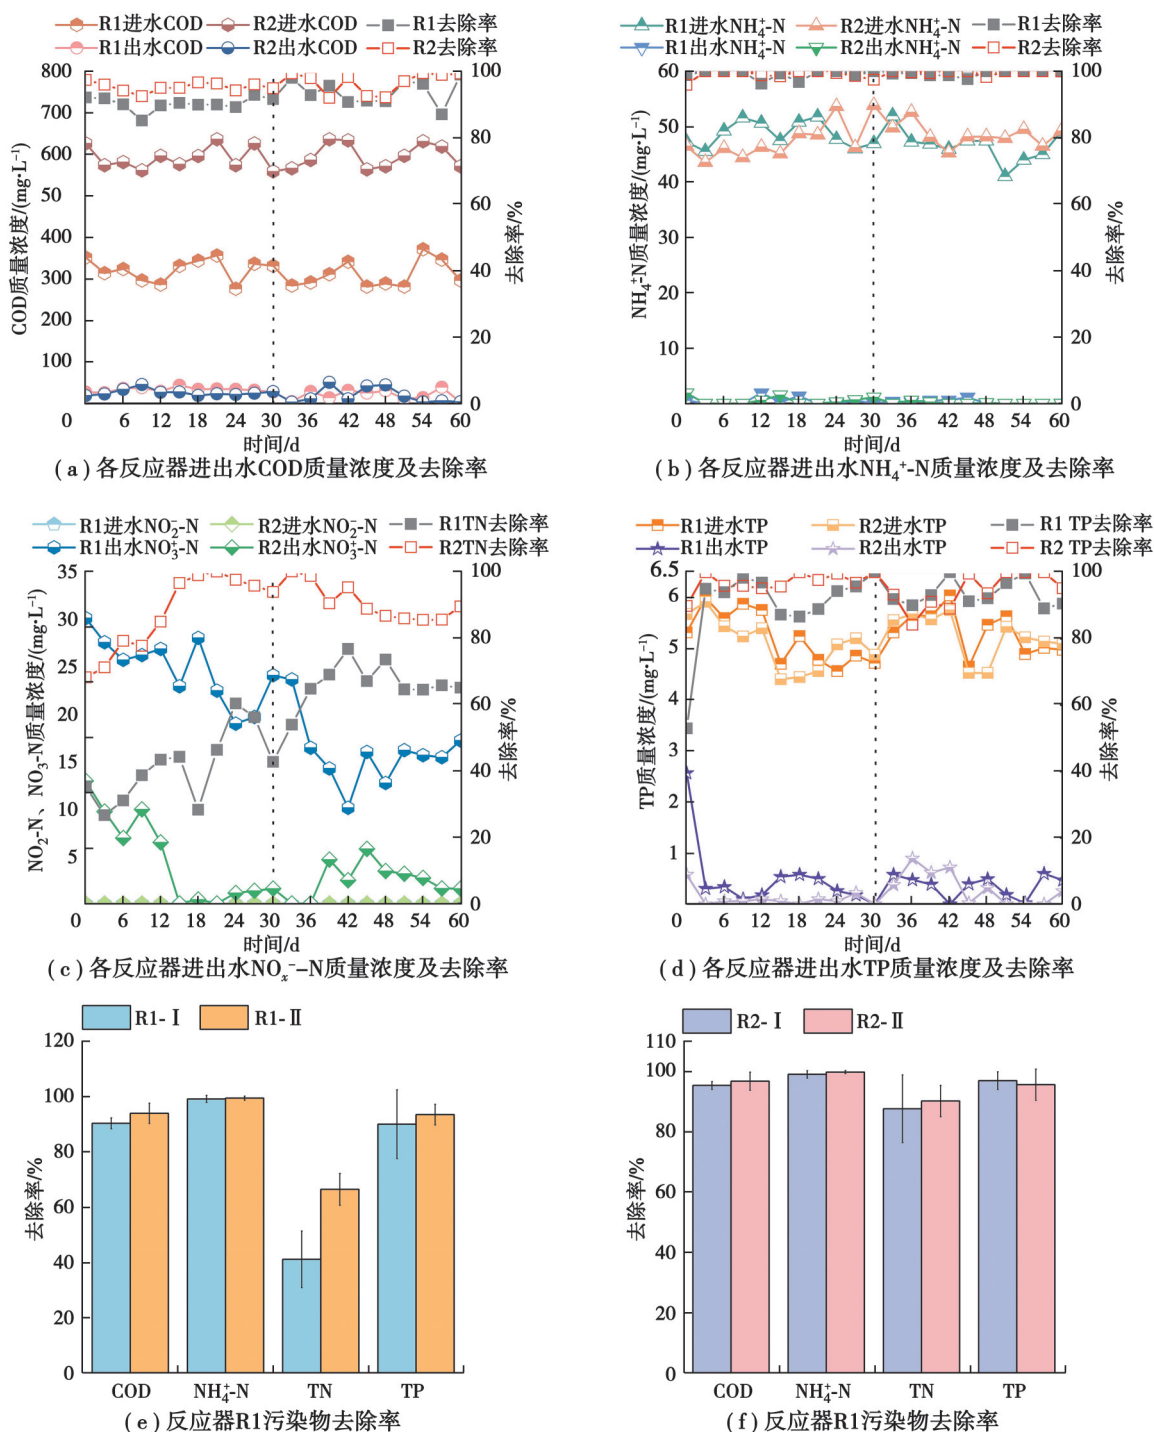 R1进水COD R2进水COD R1去除率
R1出水COD R2出水COD R2去除率
800 700 600 50 400 300 200 100 0
COD质量浓度/(mg·L⁻¹)
100 80 60 40 20 0
去除率/%
0 6 12 18 24 30 36 42 48 54 60
时间/d
(a)各反应器进出水COD质量浓度及去除率
R1进水NH₄⁺-N R2进水NH₄⁺-N R1去除率
R1出水NH₄⁺-N R2出水NH₄⁺-N R2去除率
60 50 40 30 20 10
NH₄⁺-N质量浓度/(mg·L⁻¹)
100 80 60 40 20 0
去除率/%
0 6 12 18 24 30 36 42 48 54 60
时间/d
(b)各反应器进出水NH₄⁺-N质量浓度及去除率
R1进水NO₂⁻-N R2进水NO₂⁻-N R1TN去除率
R1出水NO₃⁺-N R2出水NO₃⁺-N R2TN去除率
35 30 25 20 15 10 5
NO₂-N、NO₃-N质量浓度/(mg·L⁻¹)
100 80 60 40 20 0
去除率/%
0 6 12 18 24 30 36 42 48 54 60
时间/d
(c)各反应器进出水NOₓ⁻–N质量浓度及去除率
R1进水TP R2进水TP R1 TP去除率
R1出水TP R2出水TP R2 TP去除率
6.5 6 5 4 3 2 1
TP质量浓度/(mg·L⁻¹)
100 80 60 40 20 0
去除率/%
0 6 12 18 24 30 36 42 48 54 60
时间/d
(d)各反应器进出水TP质量浓度及去除率
R1-Ⅰ R1-Ⅱ
120 100 80 60 40 20 0
去除率/%
COD NH₄⁺-N TN TP
(e)反应器R1污染物去除率
R2-Ⅰ R2-Ⅱ
110 100 80 60 40 20 0
去除率/%
COD NH₄⁺-N TN TP
(f)反应器R1污染物去除率